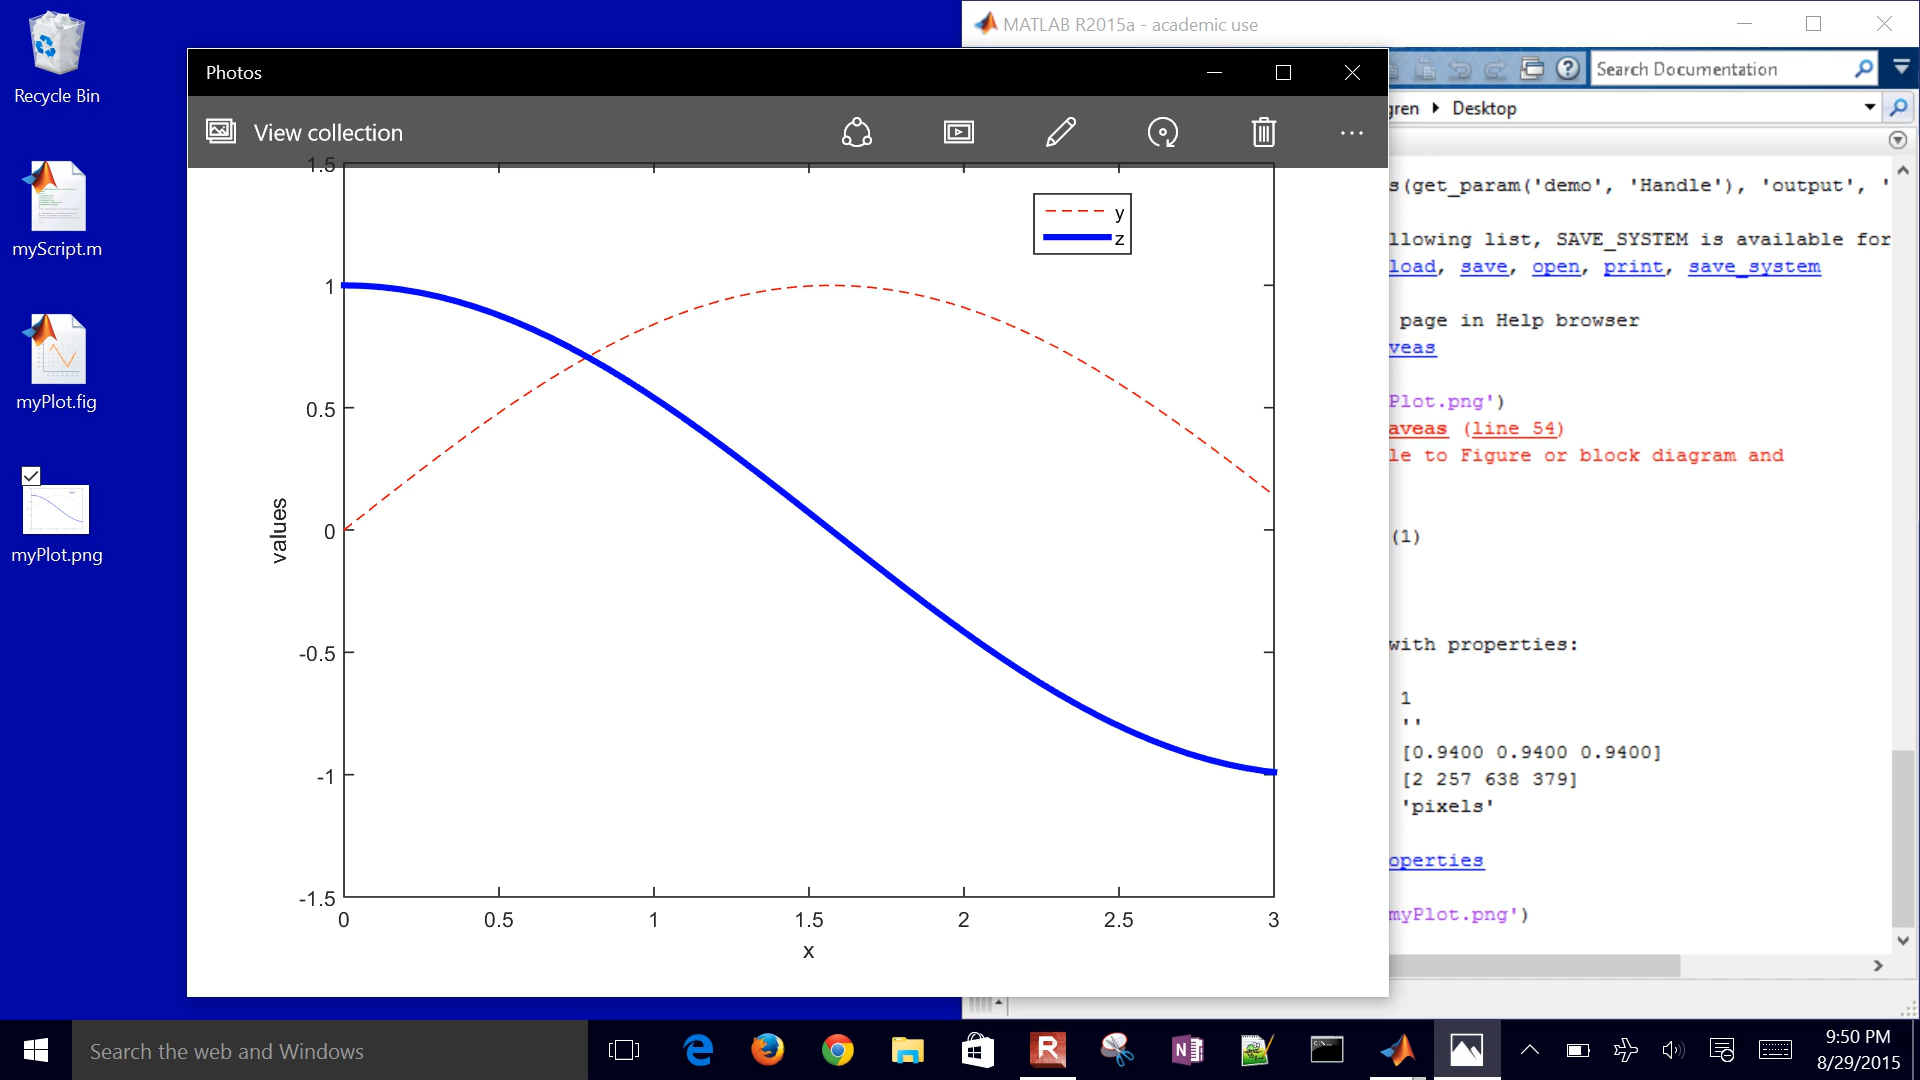 Recycle Bin
myScript.m
myPlot.fig
myPlot.png
Photos
View collection
1.5
1
0.5
0
-0.5
-1
-1.5
values
y
z
0 0.5 1 1.5 2 2.5 3
x
MATLAB R2015a - academic use
Search Documentation
gren Desktop
s(get_param('demo', 'Handle'), 'output', '
llowing list, SAVE_SYSTEM is available for
load, save, open, print, save_system
page in Help browser
veas
Plot.png')
aveas (line 54)
le to Figure or block diagram and
(1)
with properties:
1
''
[0.9400 0.9400 0.9400]
[2 257 638 379]
'pixels'
operties
myPlot.png')
Search the web and Windows
9:50 PM
8/29/2015